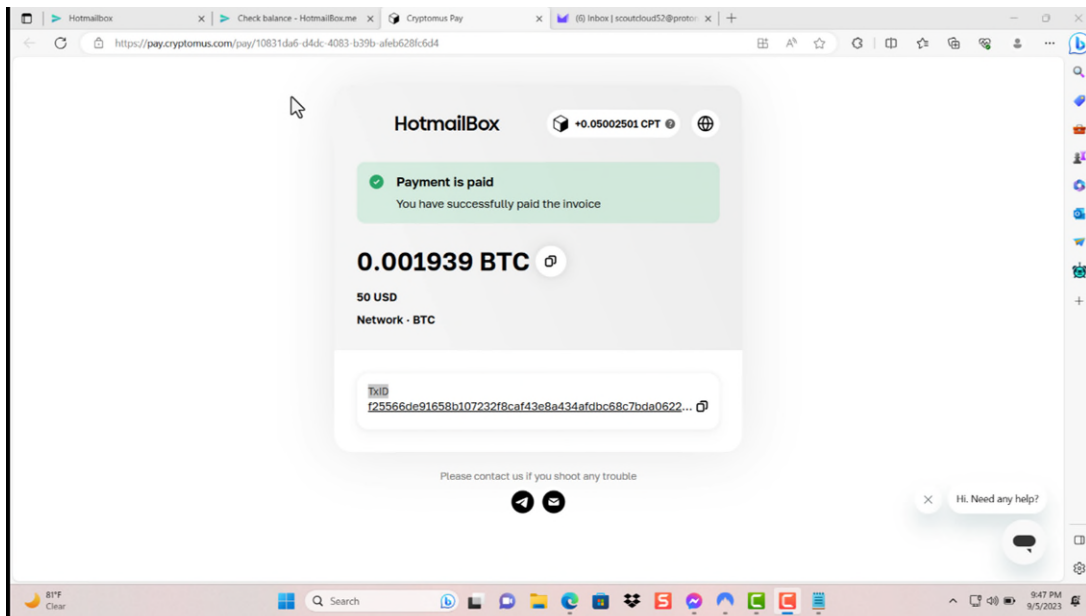 Hotmailbox
Check balance - HotmailBox.me
Cryptomus Pay
(6) Inbox | scoutcloud52@proton
https://pay.cryptomus.com/pay/10831da6-d4dc-4083-b39b-afeb628fc6d4
HotmailBox
+0.05002501 CPT
Payment is paid
You have successfully paid the invoice
0.001939 BTC
50 USD
Network · BTC
TxID
f25566de91658b107232f8caf43e8a434afdbc68c7bda0622...
Please contact us if you shoot any trouble
Hi. Need any help?
81°F
Clear
Search
9:47 PM
9/5/2023